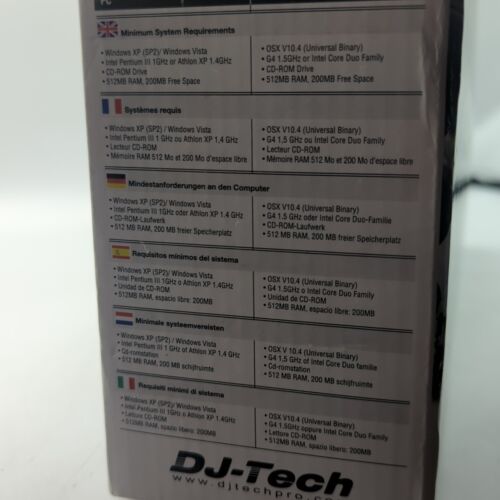 PC
Minimum System Requirements
• Windows XP (SP2)/ Windows Vista
• Intel Pentium III 1GHz or Athlon XP 1.4GHz
• CD-ROM Drive
• 512MB RAM, 200MB Free Space
• OSX V10.4 (Universal Binary)
• G4 1.5GHz or Intel Core Duo Family
• CD-ROM Drive
• 512MB RAM, 200MB Free Space
Systèmes requis
• Windows XP (SP2) / Windows Vista
• Intel Pentium III 1 GHz ou Athlon XP 1,4 GHz
• Lecteur CD-ROM
• Mémoire RAM 512 Mo et 200 Mo d'espace libre
• OSX V10.4 (Universal Binary)
• G4 1,5 GHz ou Intel Core Duo Family
• Lecteur CD-ROM
• Mémoire RAM 512 Mo et 200 Mo d'espace libre
Mindestanforderungen an den Computer
• Windows XP (SP2)/ Windows Vista
• Intel Pentium III 1GHz oder Athlon XP 1.4 GHz
• CD-ROM-Laufwerk
• 512 MB RAM, 200 MB freier Speicherplatz
• OSX V10.4 (Universal Binary)
• G4 1.5 GHz oder Intel Core Duo-Familie
• CD-ROM-Laufwerk
• 512 MB RAM, 200 MB freier Speicherplatz
Requisitos mínimos del sistema
• Windows XP (SP2)/ Windows Vista
• Intel Pentium III 1GHz o Athlon XP 1.4GHz
• Unidad de CD-ROM
• 512MB RAM, espacio libre: 200MB
• OSX V10.4 (Universal Binary)
• G4 1.5GHz o Intel Core Duo Family
• Unidad de CD-ROM
• 512MB RAM, espacio libre: 200MB
Minimale systeemvereisten
• Windows XP (SP2) / Windows Vista
• Intel Pentium III 1 GHz of Athlon XP 1,4 GHz
• Cd-romstation
• 512 MB RAM, 200 MB schijfruimte
• OSX V 10.4 (Universal Binary)
• G4 1,5 GHz of Intel Core Duo familie
• Cd-romstation
• 512 MB RAM, 200 MB schijfruimte
Requisiti minimi di sistema
• Windows XP (SP2)/ Windows Vista
• Intel Pentium III 1GHz o Athlon XP 1.4GHz
• Lettore CD-ROM
• 512MB RAM, spazio libero: 200MB
• OSX V10.4 (Universal Binary)
• G4 1.5GHz oppure Intel Core Duo Family
• Lettore CD-ROM
• 512MB RAM, spazio libero: 200MB
DJ-Tech
www.djtechpro.co